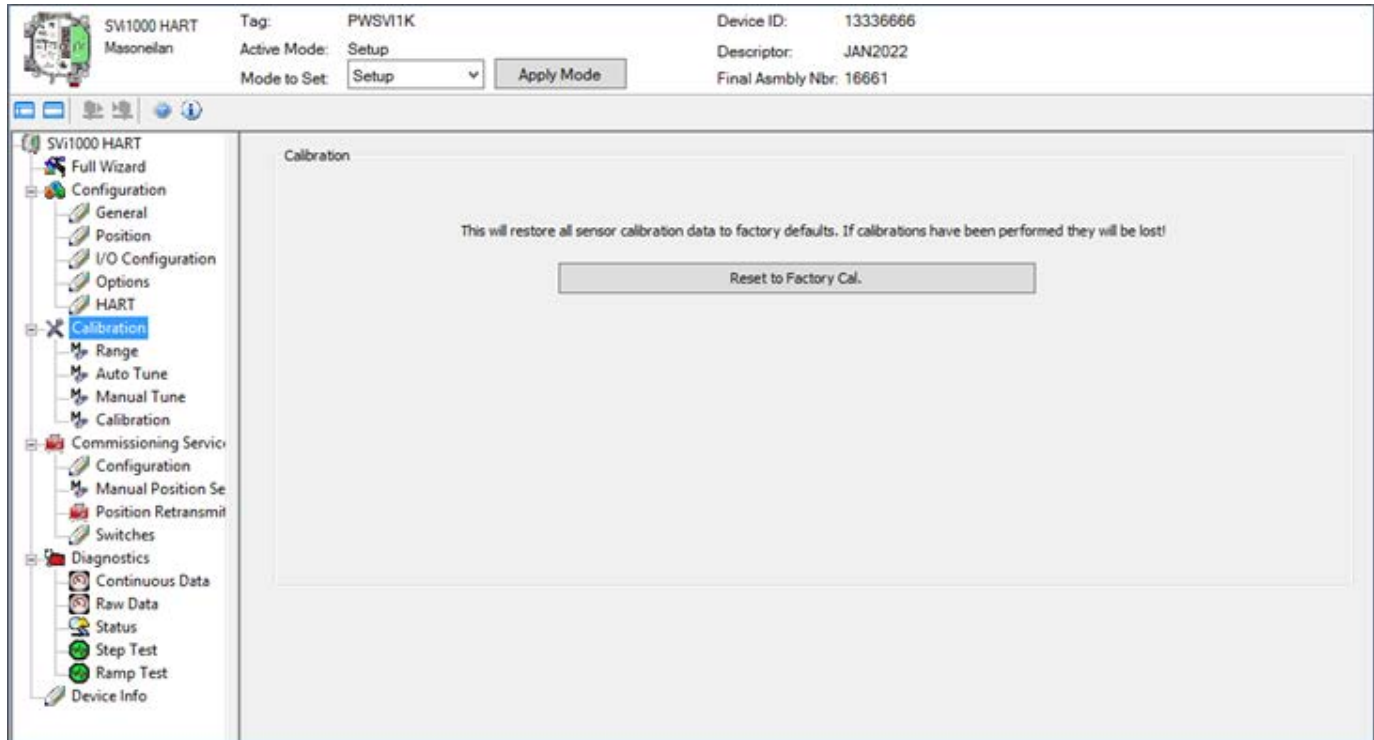 SVi1000 HART
Masoneilan
Tag: PWSVI1K
Active Mode: Setup
Mode to Set: Setup Apply Mode
Device ID: 13336666
Descriptor: JAN2022
Final Asmbly Nbr: 16661
SVi1000 HART
Full Wizard
Configuration
General
Position
I/O Configuration
Options
HART
Calibration
Range
Auto Tune
Manual Tune
Calibration
Commissioning Servic
Configuration
Manual Position Se
Position Retransmit
Switches
Diagnostics
Continuous Data
Raw Data
Status
Step Test
Ramp Test
Device Info
Calibration
This will restore all sensor calibration data to factory defaults. If calibrations have been performed they will be lost!
Reset to Factory Cal.